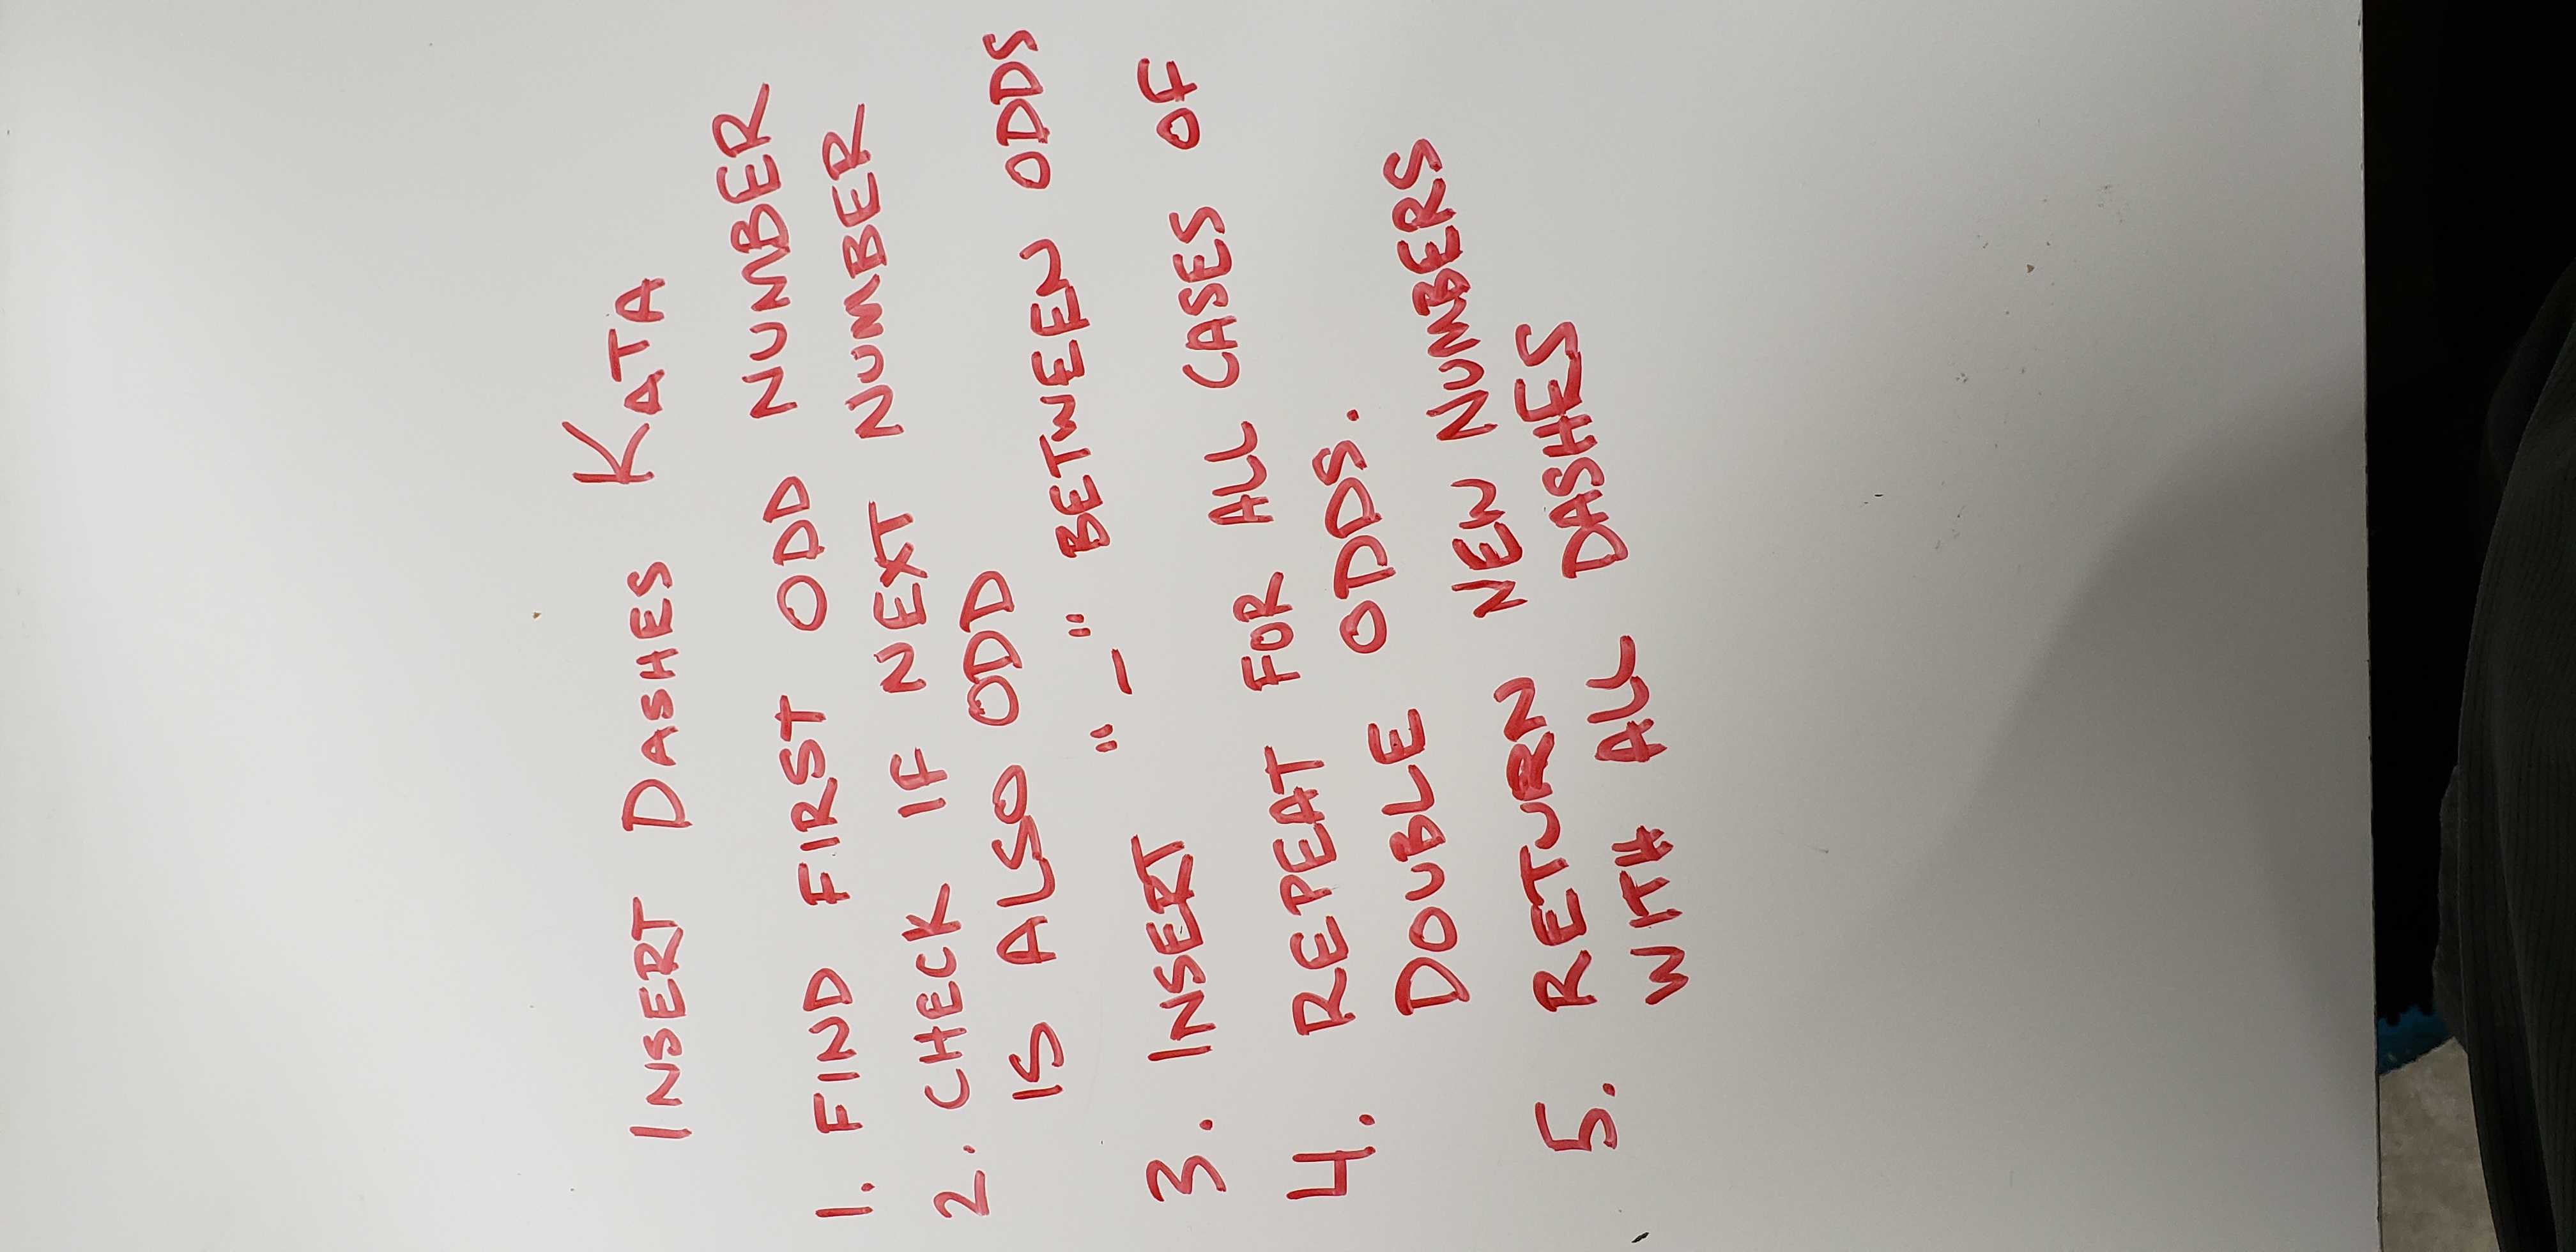 INSERT DASHES KATA
1. FIND FIRST ODD NUMBER
2. CHECK IF NEXT NUMBER
IS ALSO ODD
3. INSERT "-" BETWEEN ODDS
4. REPEAT FOR ALL CASES OF
DOUBLE ODDS.
5. RETURN NEW NUMBERS
WITH ALL DASHES